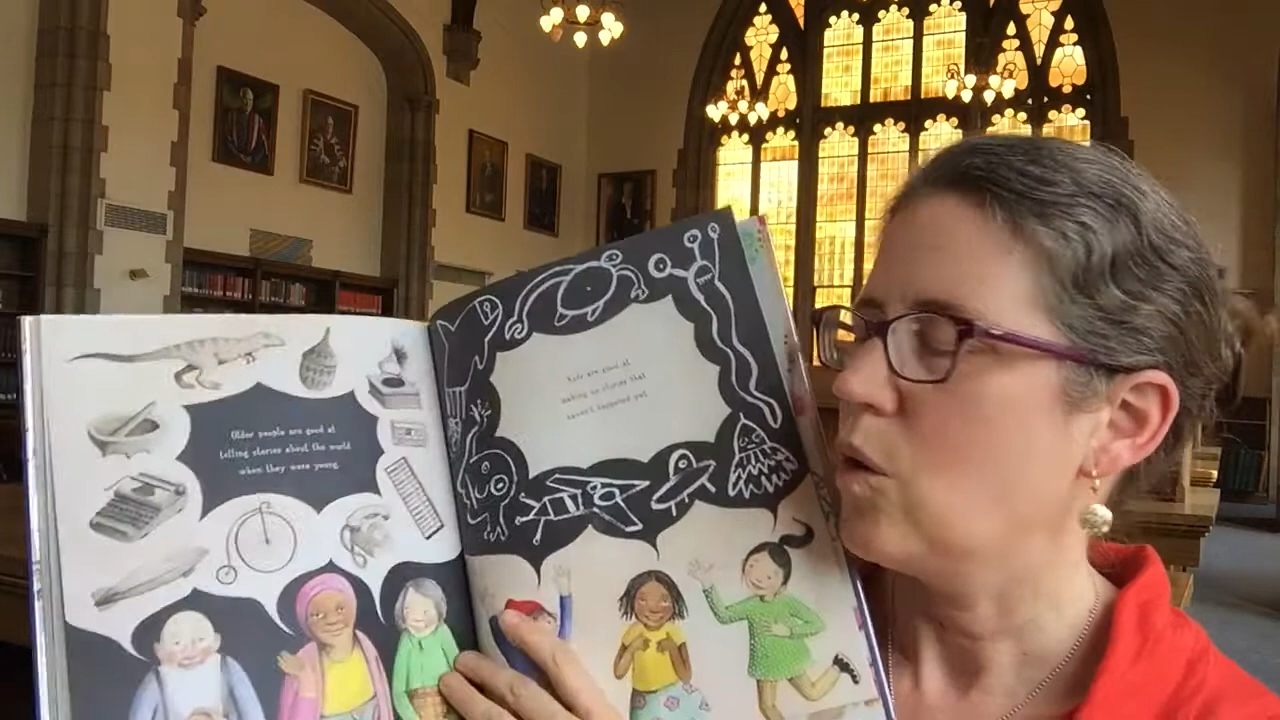 Older people are good at
telling stories about the world
when they were young.
Kids are good at
making up stories that
haven't happened yet.